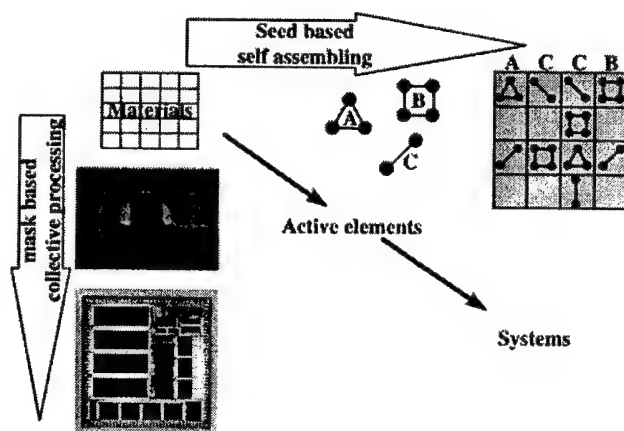 Seed based
self assembling
A C C B
Materials
A
B
C
mask based
collective processing
Active elements
Systems